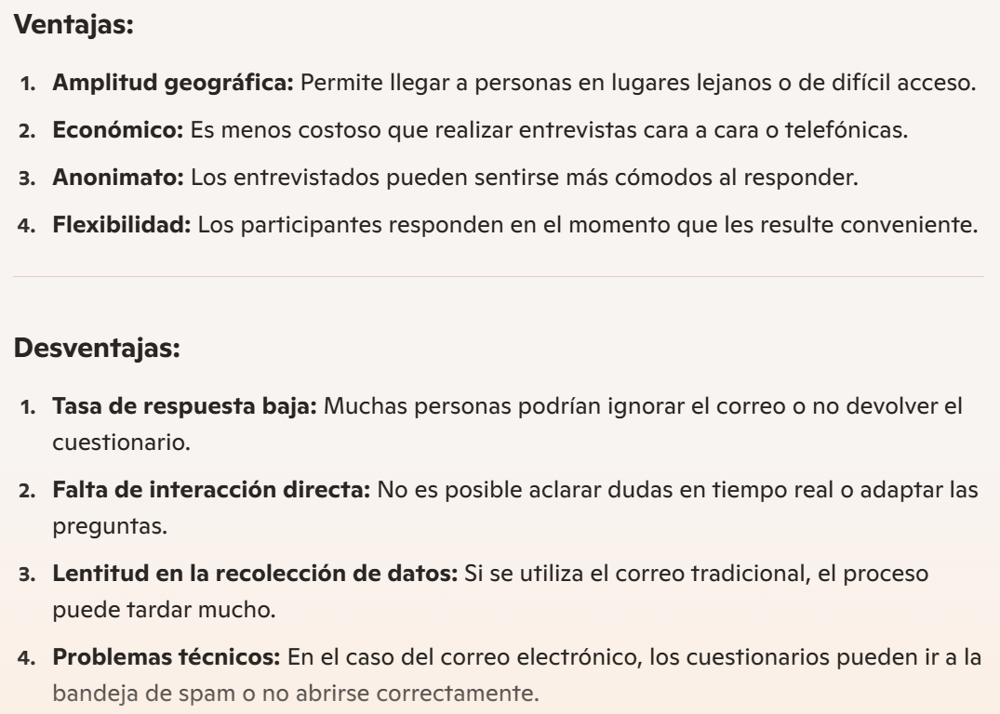 Ventajas:
1. Amplitud geográfica: Permite llegar a personas en lugares lejanos o de difícil acceso.
2. Económico: Es menos costoso que realizar entrevistas cara a cara o telefónicas.
3. Anonimato: Los entrevistados pueden sentirse más cómodos al responder.
4. Flexibilidad: Los participantes responden en el momento que les resulte conveniente.
Desventajas:
1. Tasa de respuesta baja: Muchas personas podrían ignorar el correo o no devolver el
cuestionario.
2. Falta de interacción directa: No es posible aclarar dudas en tiempo real o adaptar las
preguntas.
3. Lentitud en la recolección de datos: Si se utiliza el correo tradicional, el proceso
puede tardar mucho.
4. Problemas técnicos: En el caso del correo electrónico, los cuestionarios pueden ir a la
bandeja de spam o no abrirse correctamente.